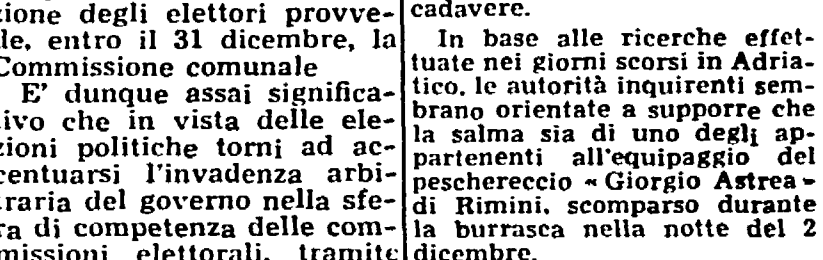 zione degli elettori provve-
de, entro il 31 dicembre, la
Commissione comunale
E' dunque assai significa-
tivo che in vista delle ele-
zioni politiche torni ad ac-
centuarsi l'invadenza arbi-
traria del governo nella sfe-
ra di competenza delle com-
missioni elettorali, tramite
cadavere.
In base alle ricerche effet-
tuate nei giorni scorsi in Adria-
tico, le autorità inquirenti sem-
brano orientate a supporre che
la salma sia di uno degli ap-
partenenti all'equipaggio del
peschereccio « Giorgio Astrea »
di Rimini, scomparso durante
la burrasca nella notte del 2
dicembre.